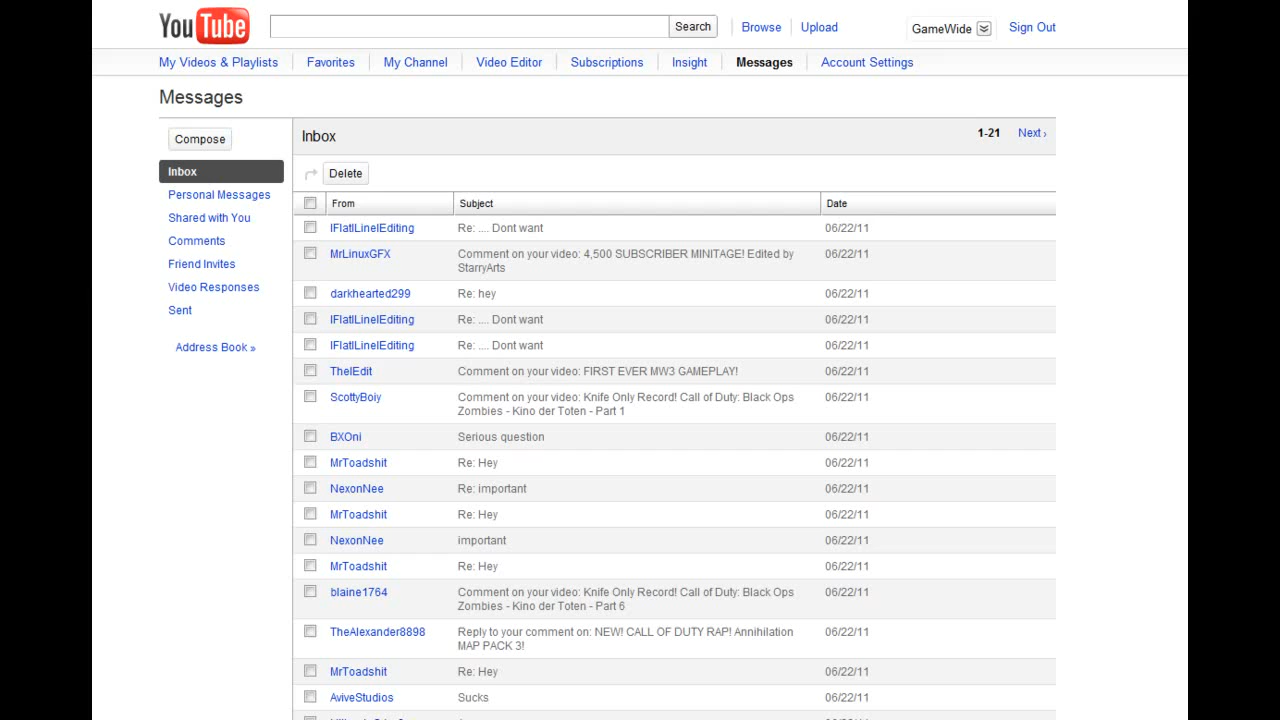 YouTube
Search
Browse
Upload
GameWide
Sign Out
My Videos & Playlists
Favorites
My Channel
Video Editor
Subscriptions
Insight
Messages
Account Settings
Messages
Compose
Inbox
Personal Messages
Shared with You
Comments
Friend Invites
Video Responses
Sent
Address Book »
Inbox
1-21
Next ›
Delete
From Subject Date
IFlatILineIEditing Re: .... Dont want 06/22/11
MrLinuxGFX Comment on your video: 4,500 SUBSCRIBER MINITAGE! Edited by 06/22/11
StarryArts
darkhearted299 Re: hey 06/22/11
IFlatILineIEditing Re: .... Dont want 06/22/11
IFlatILineIEditing Re: .... Dont want 06/22/11
TheIEdit Comment on your video: FIRST EVER MW3 GAMEPLAY! 06/22/11
ScottyBoiy Comment on your video: Knife Only Record! Call of Duty: Black Ops 06/22/11
Zombies - Kino der Toten - Part 1
BXOni Serious question 06/22/11
MrToadshit Re: Hey 06/22/11
NexonNee Re: important 06/22/11
MrToadshit Re: Hey 06/22/11
NexonNee important 06/22/11
MrToadshit Re: Hey 06/22/11
blaine1764 Comment on your video: Knife Only Record! Call of Duty: Black Ops 06/22/11
Zombies - Kino der Toten - Part 6
TheAlexander8898 Reply to your comment on: NEW! CALL OF DUTY RAP! Annihilation 06/22/11
MAP PACK 3!
MrToadshit Re: Hey 06/22/11
AviveStudios Sucks 06/22/11